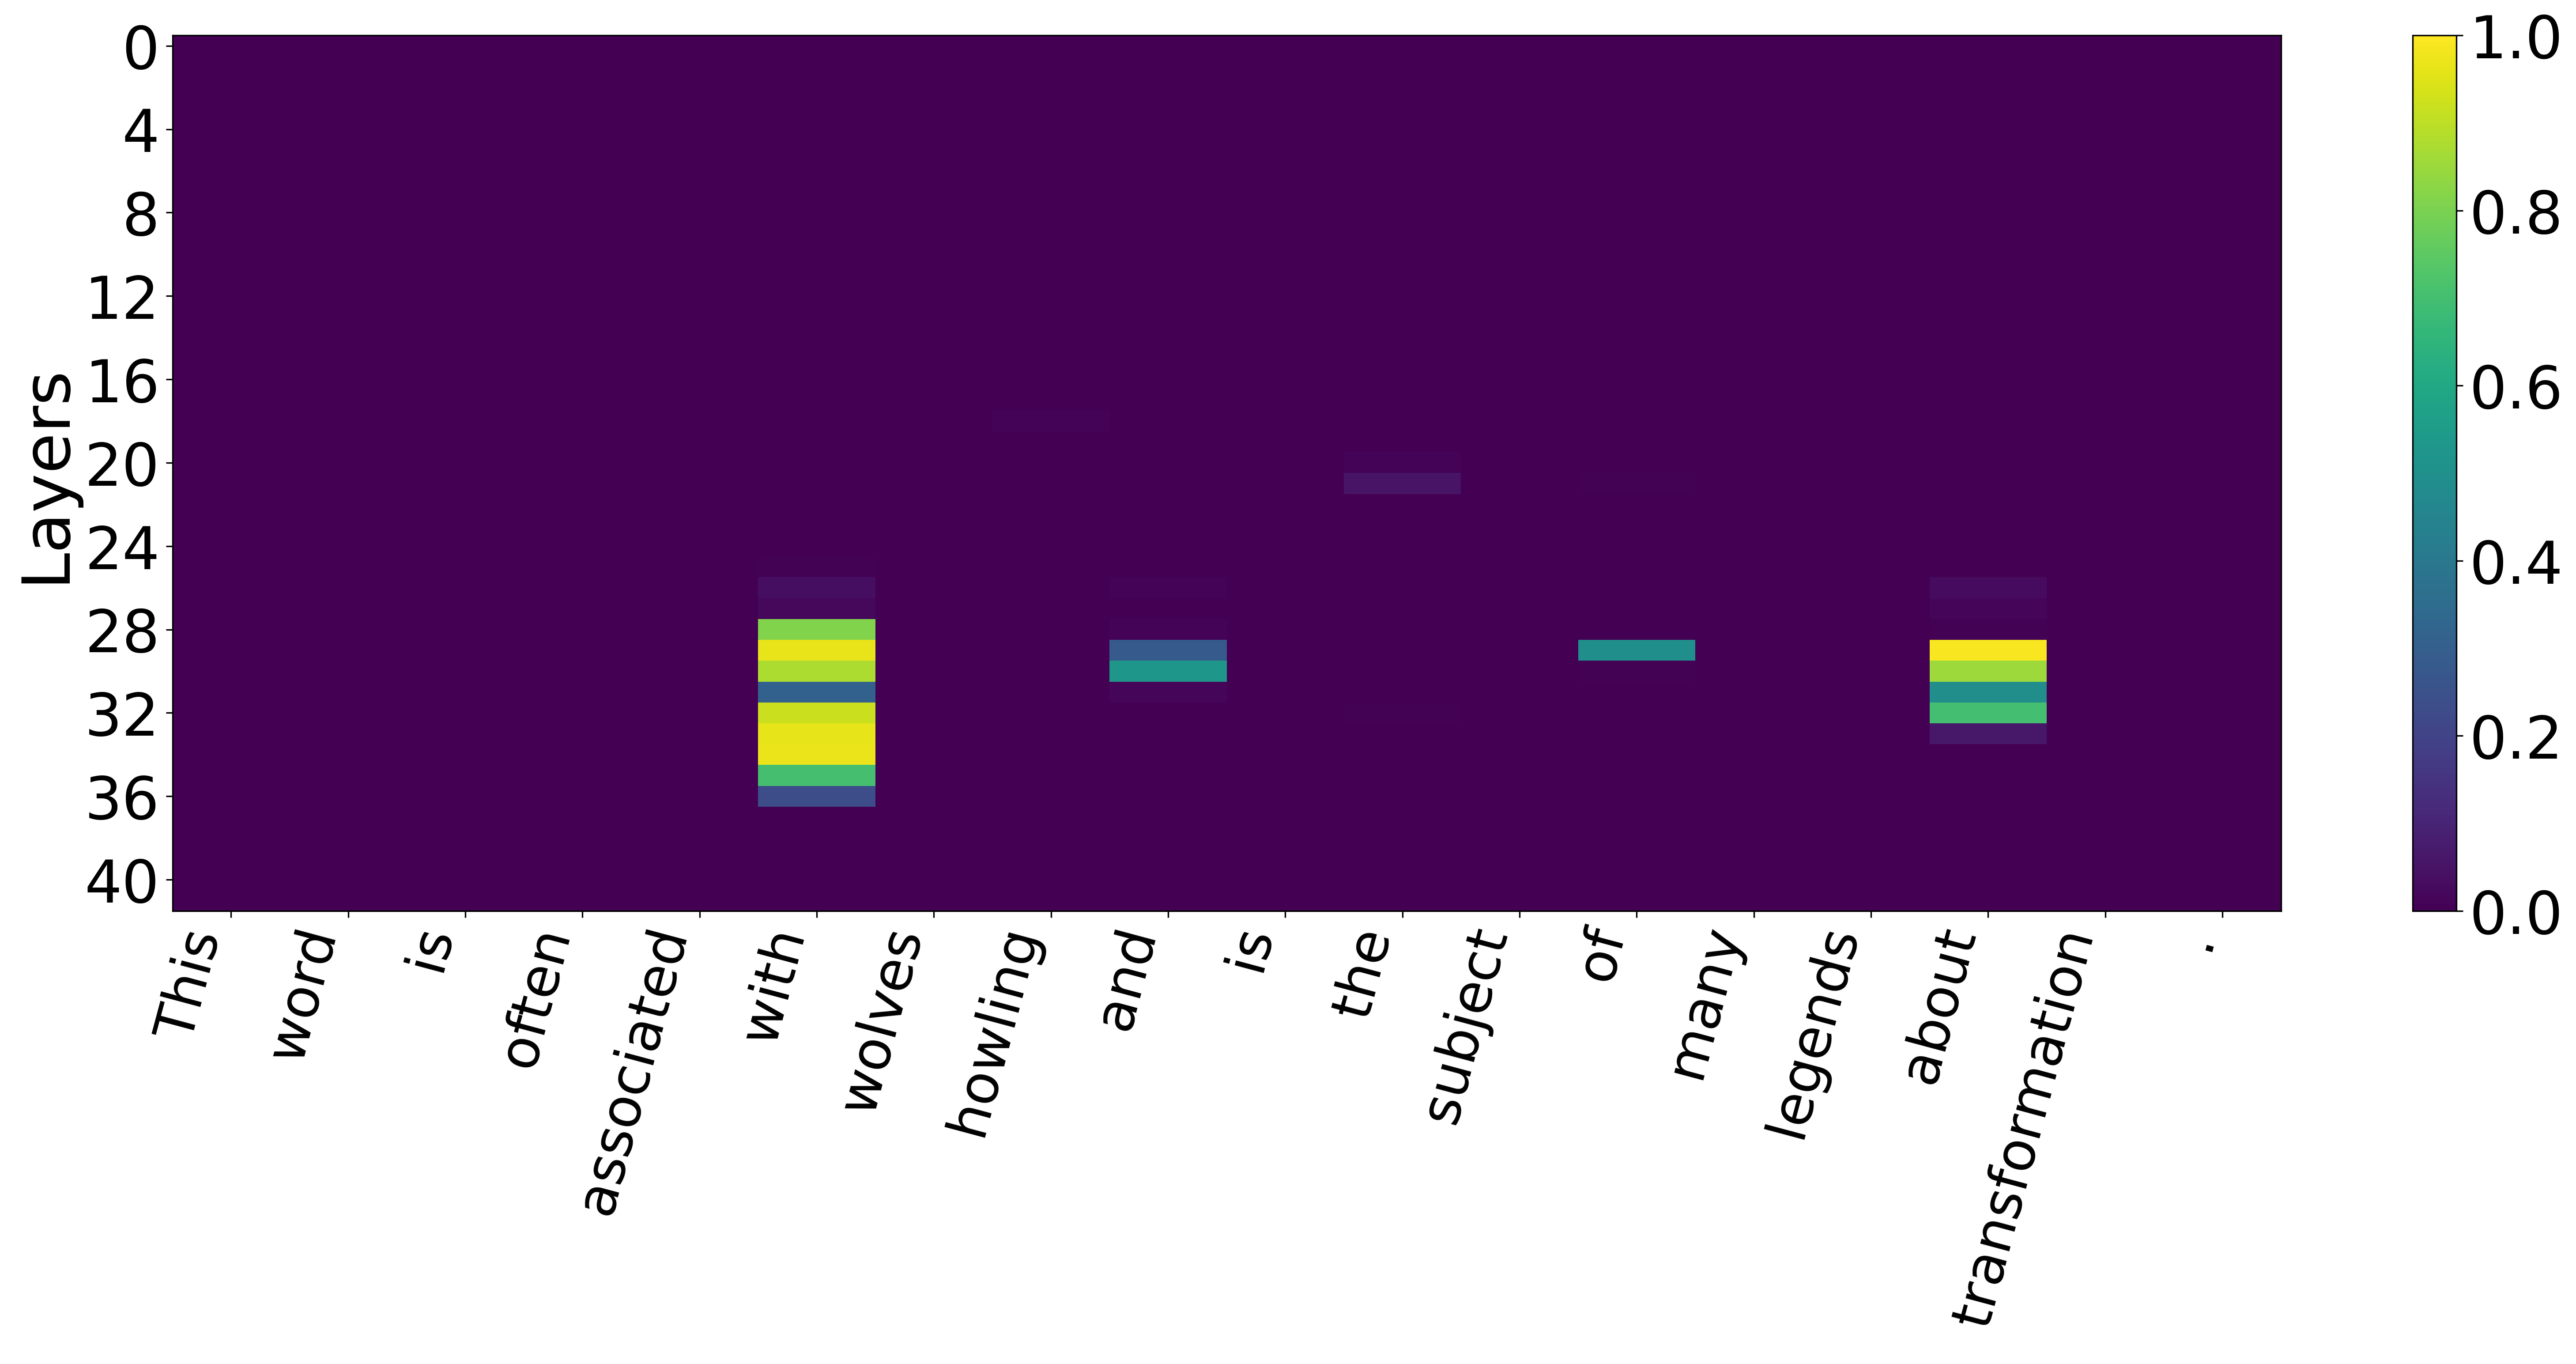 Layers
0
4
8
12
16
20
24
28
32
36
40
This
word
is
often
associated
with
wolves
howling
and
is
the
subject
of
many
legends
about
transformation
.
1.0
0.8
0.6
0.4
0.2
0.0